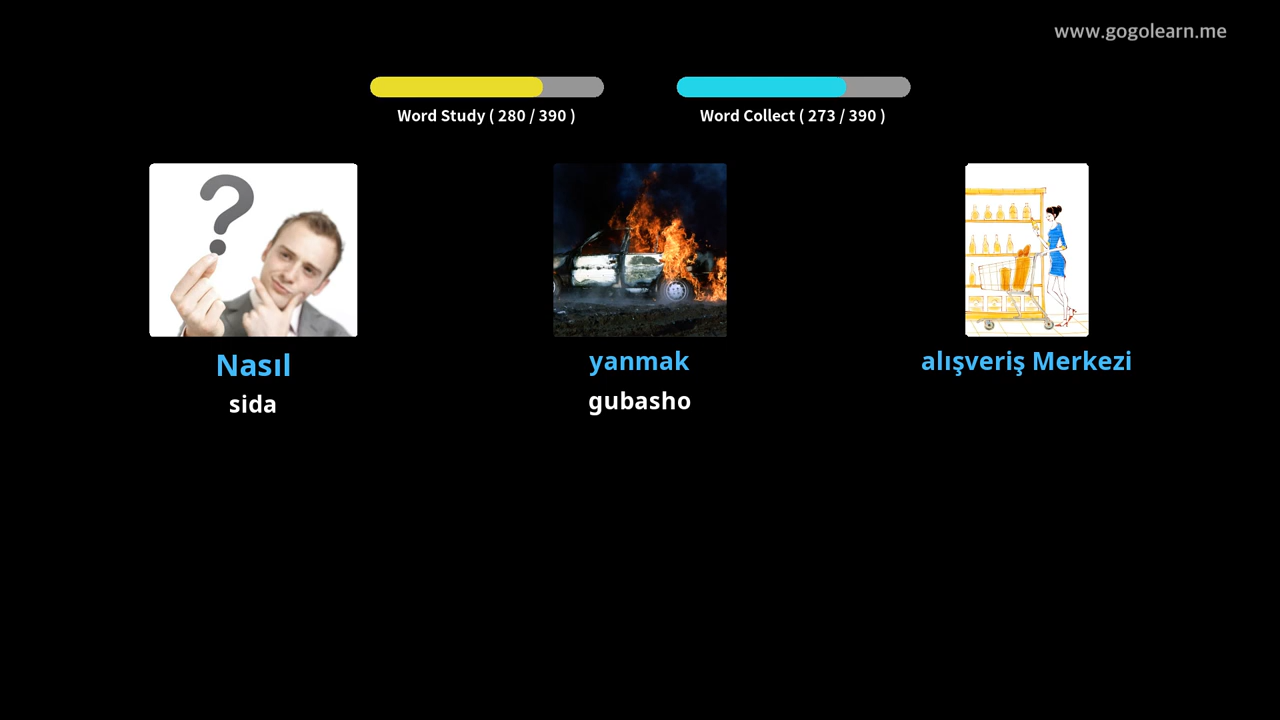 www.gogolearn.me
Word Study ( 280 / 390 )
Word Collect ( 273 / 390 )
Nasıl
sida
yanmak
gubasho
alışveriş Merkezi